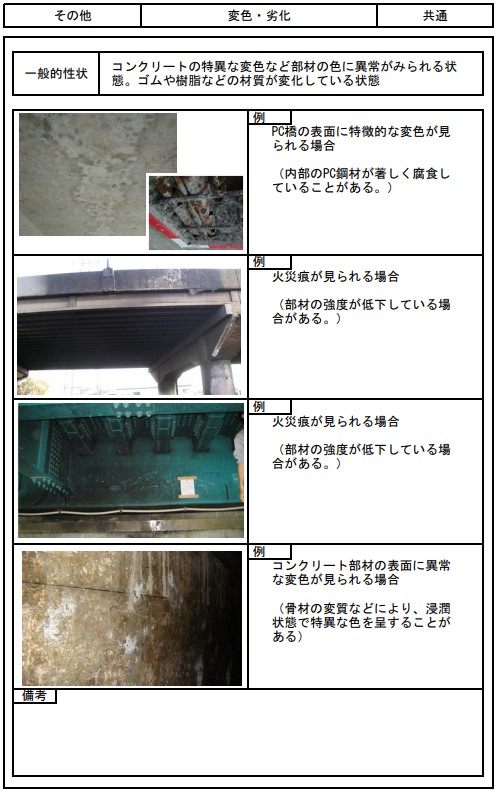 その他
変色・劣化
共通
一般的性状
コンクリートの特異な変色など部材の色に異常がみられる状
態。ゴムや樹脂などの材質が変化している状態
例
PC橋の表面に特徴的な変色が見
られる場合
（内部のPC鋼材が著しく腐食し
ていることがある。）
例
火災痕が見られる場合
（部材の強度が低下している場
合がある。）
例
火災痕が見られる場合
（部材の強度が低下している場
合がある。）
例
コンクリート部材の表面に異常
な変色が見られる場合
（骨材の変質などにより、浸潤
状態で特異な色を呈することが
ある）
備考